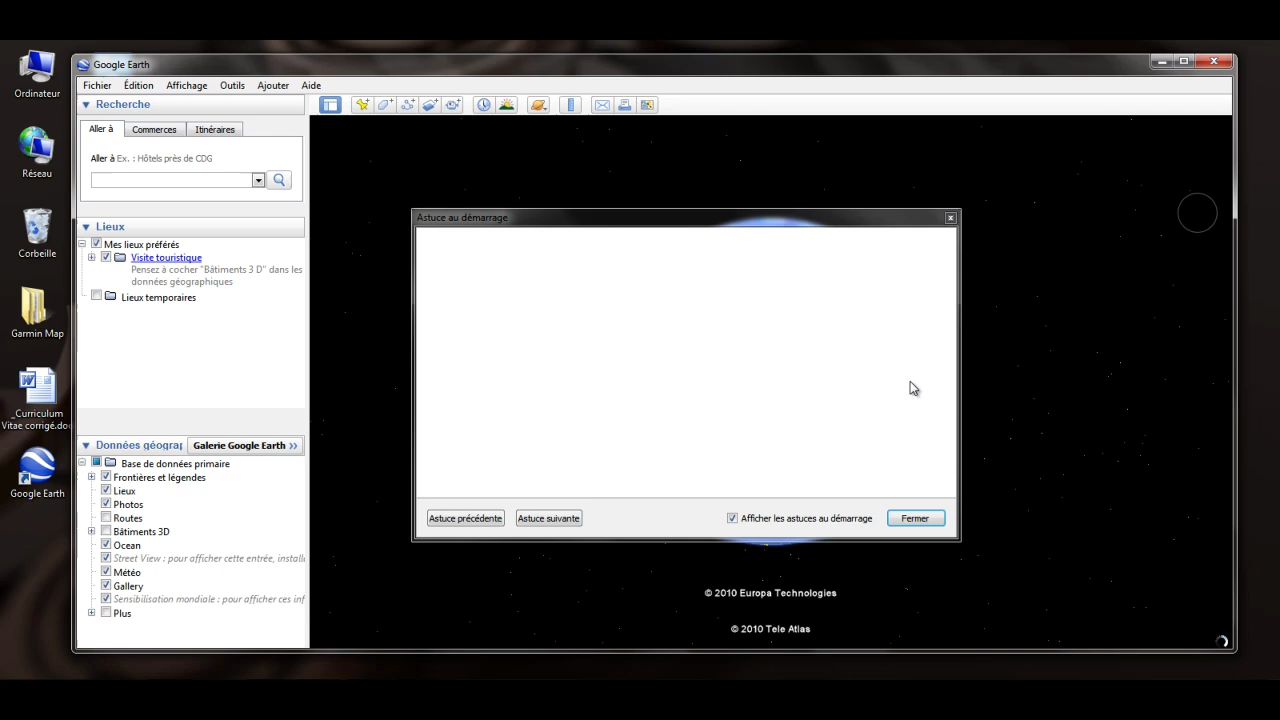 Ordinateur
Réseau
Corbeille
Garmin Map
_Curriculum
Vitae corrigé.doc
Google Earth
Google Earth
Fichier Édition Affichage Outils Ajouter Aide
Recherche
Aller à Commerces Itinéraires
Aller à Ex. : Hôtels près de CDG
Lieux
Mes lieux préférés
Visite touristique
Pensez à cocher "Bâtiments 3 D" dans les
données géographiques
Lieux temporaires
Données géograp Galerie Google Earth >>
Base de données primaire
Frontières et légendes
Lieux
Photos
Routes
Bâtiments 3D
Ocean
Street View : pour afficher cette entrée, install
Météo
Gallery
Sensibilisation mondiale : pour afficher ces inf
Plus
Astuce au démarrage
Astuce précédente Astuce suivante Afficher les astuces au démarrage Fermer
© 2010 Europa Technologies
© 2010 Tele Atlas